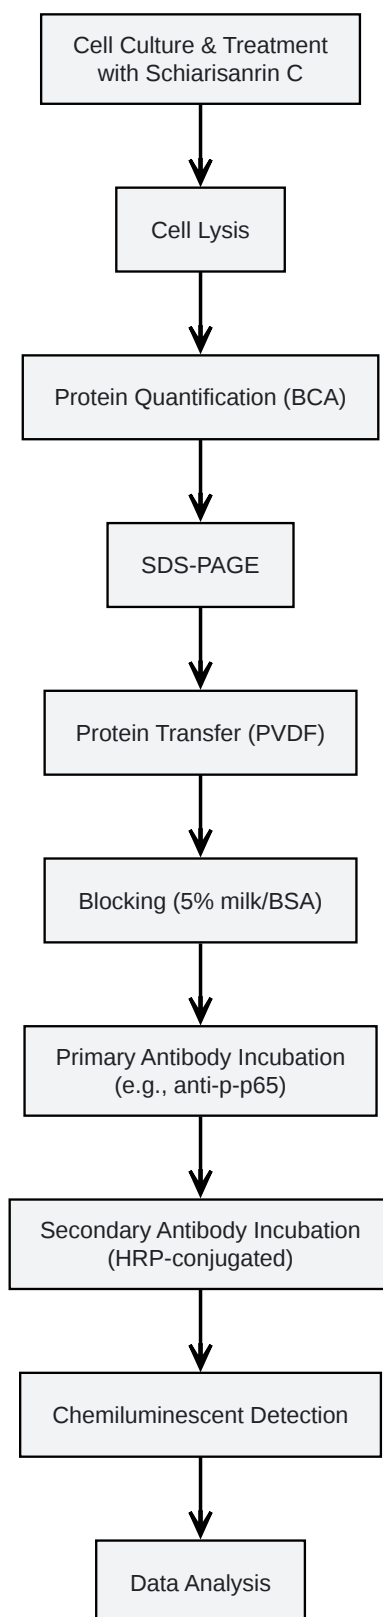 Cell Culture & Treatment
with Schiarisanrin C
Cell Lysis
Protein Quantification (BCA)
SDS-PAGE
Protein Transfer (PVDF)
Blocking (5% milk/BSA)
Primary Antibody Incubation
(e.g., anti-p-p65)
Secondary Antibody Incubation
(HRP-conjugated)
Chemiluminescent Detection
Data Analysis